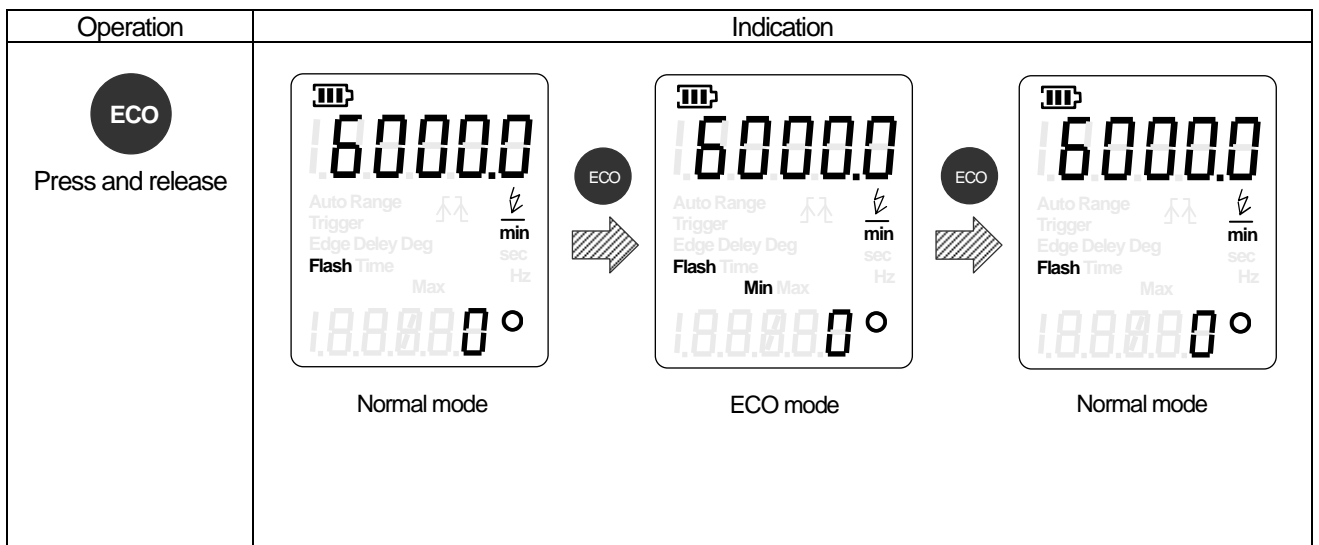 Operation Indication
ECO
Press and release
60000.0
Auto Range
Trigger
min
Edge Deley Deg
sec
Flash Time
Hz
Max
0°
Normal mode
ECO
60000.0
Auto Range
Trigger
min
Edge Deley Deg
sec
Flash Time
Hz
Min Max
0°
ECO mode
ECO
60000.0
Auto Range
Trigger
min
Edge Deley Deg
sec
Flash Time
Hz
Max
0°
Normal mode